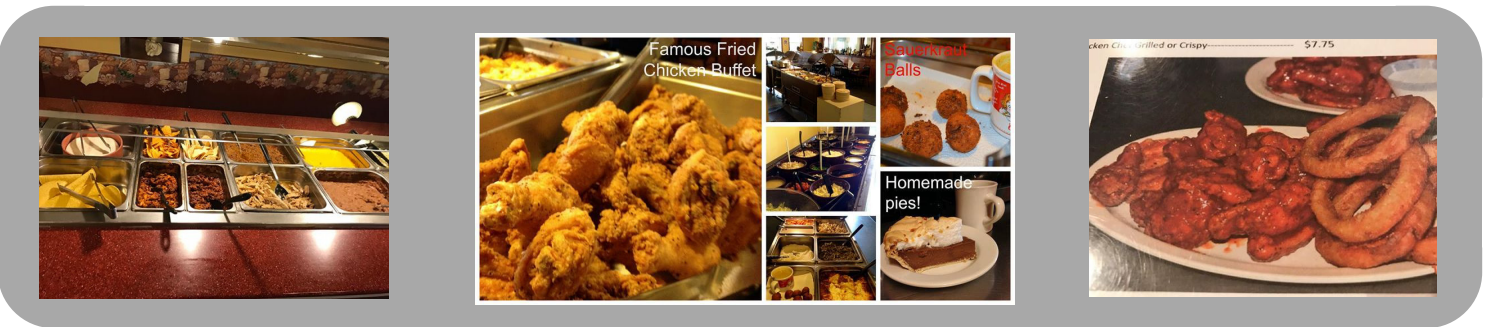 Famous Fried
Chicken Buffet
Sauerkraut
Balls
Homemade
pies!
Grilled or Crispy $7.75